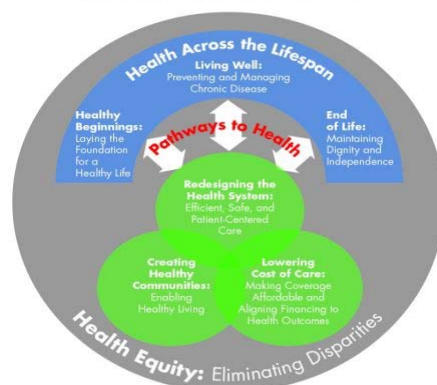 Health Across the Lifespan
Living Well:
Preventing and Managing
Chronic Disease
Healthy
Beginnings:
Laying the
Foundation
for a
Healthy Life
End
of Life:
Maintaining
Dignity and
Independence
Pathways to Health
Redesigning the
Health System:
Efficient, Safe, and
Patient-Centered
Care
Creating
Healthy
Communities:
Enabling
Healthy Living
Lowering
Cost of Care:
Making Coverage
Affordable and
Aligning Financing to
Health Outcomes
Health Equity: Eliminating Disparities